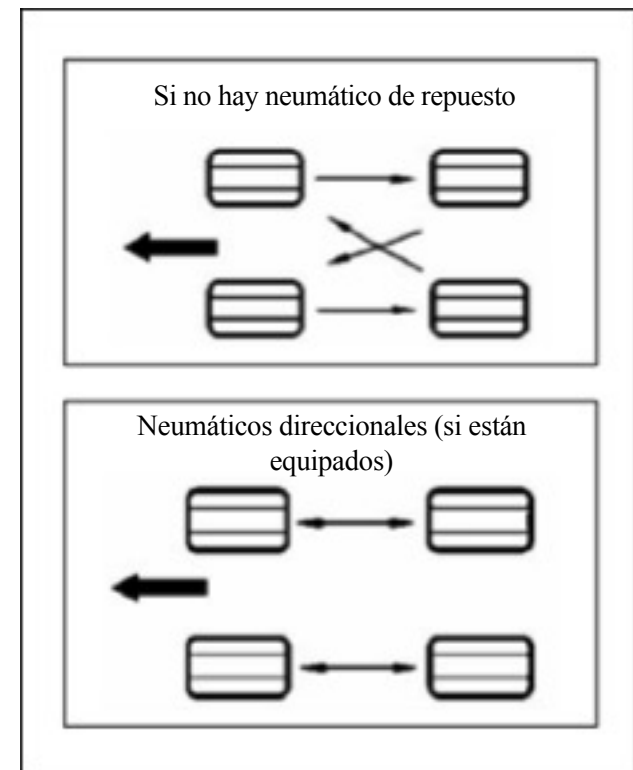 Si no hay neumático de repuesto
Neumáticos direccionales (si están
equipados)